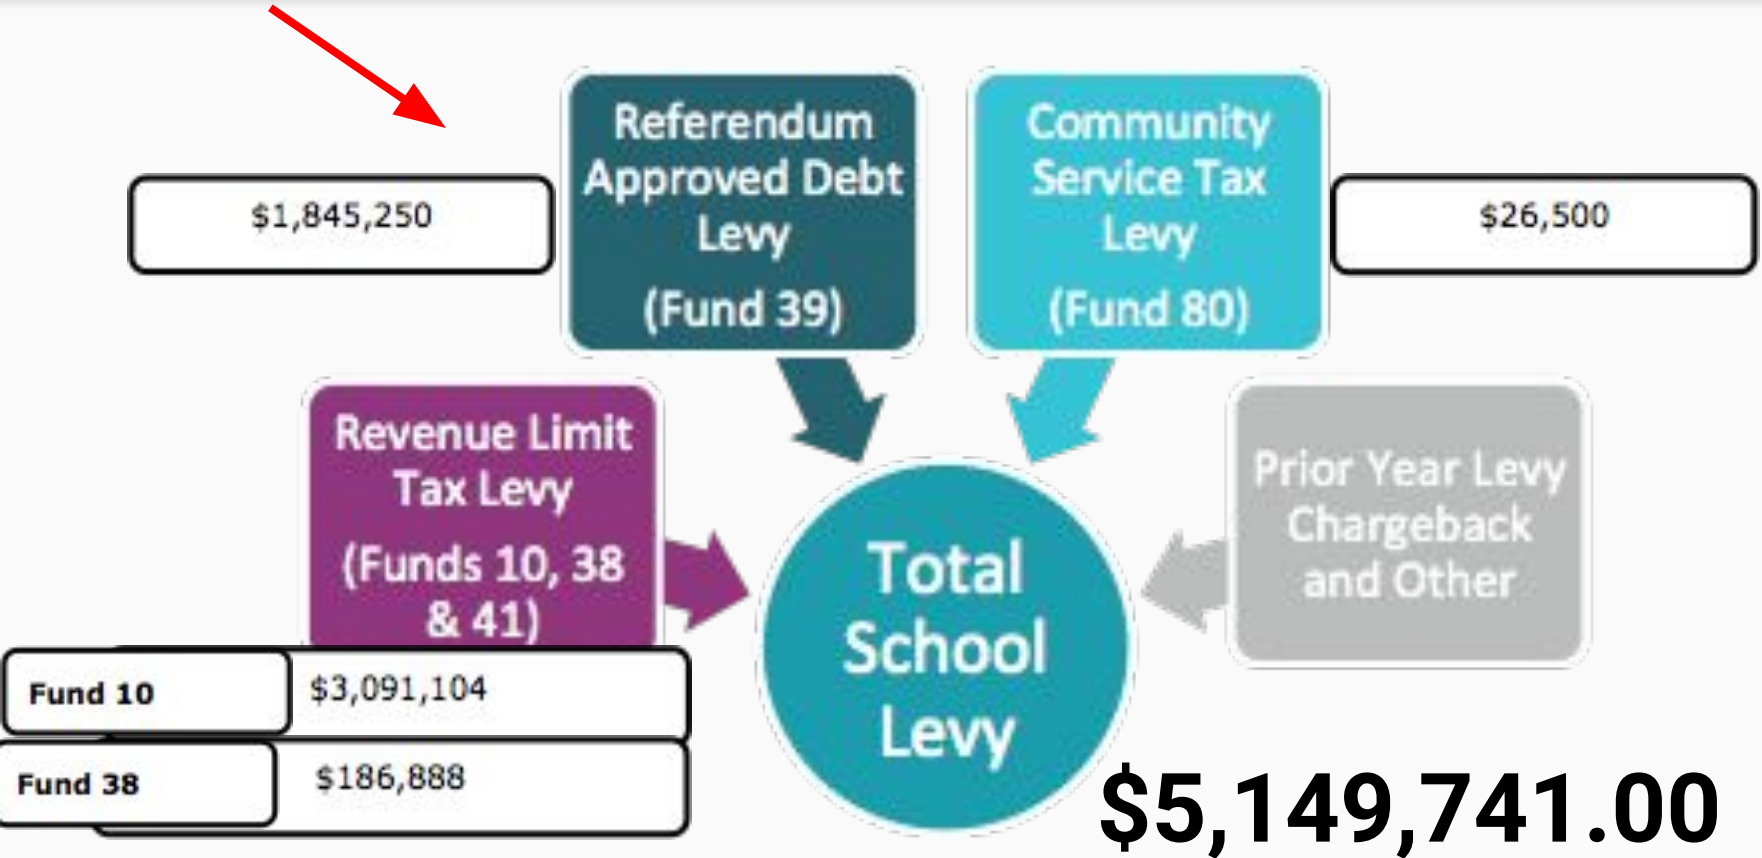 Referendum
Approved Debt
Levy
(Fund 39)
$1,845,250
Community
Service Tax
Levy
(Fund 80)
$26,500
Revenue Limit
Tax Levy
(Funds 10, 38
& 41)
Fund 10
$3,091,104
Fund 38
$186,888
Prior Year Levy
Chargeback
and Other
Total
School
Levy
$5,149,741.00